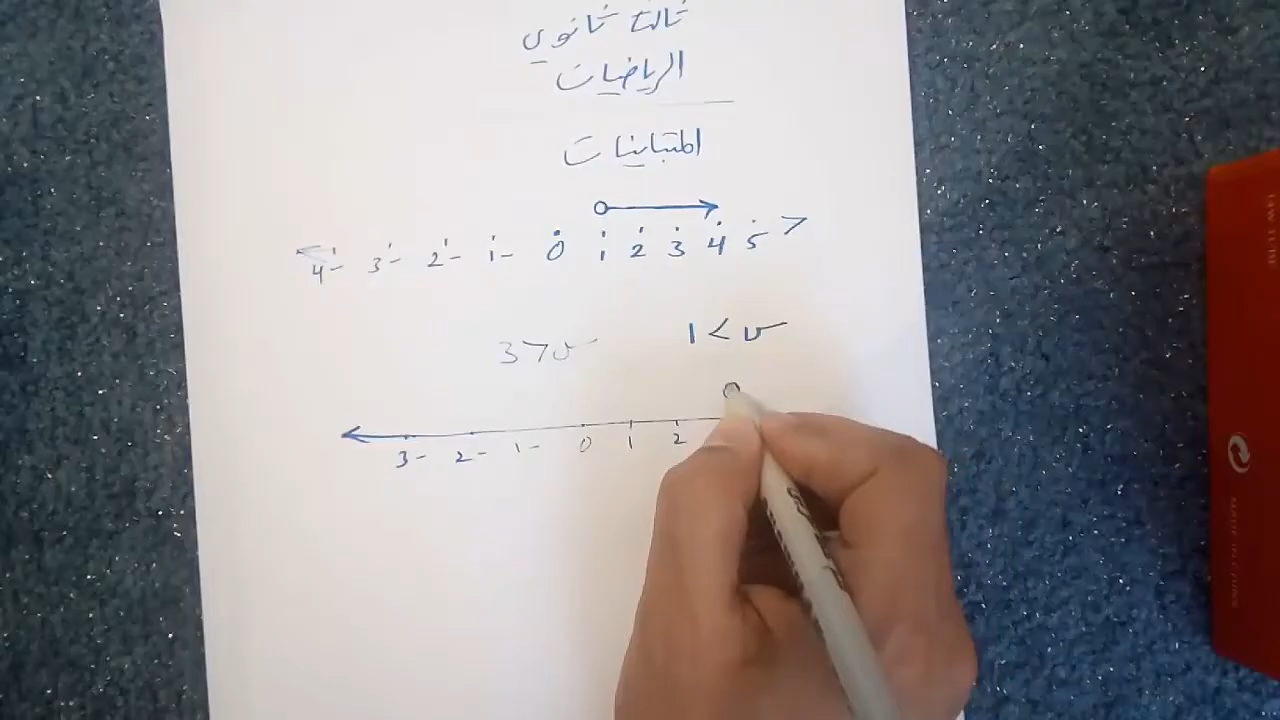 ثالث ثانوي
الرياضيات
المتباينات
4- 3- 2- 1- 0 1 2 3 4 5 >
3 > س 1 < س
3- 2- 1- 0 1 2